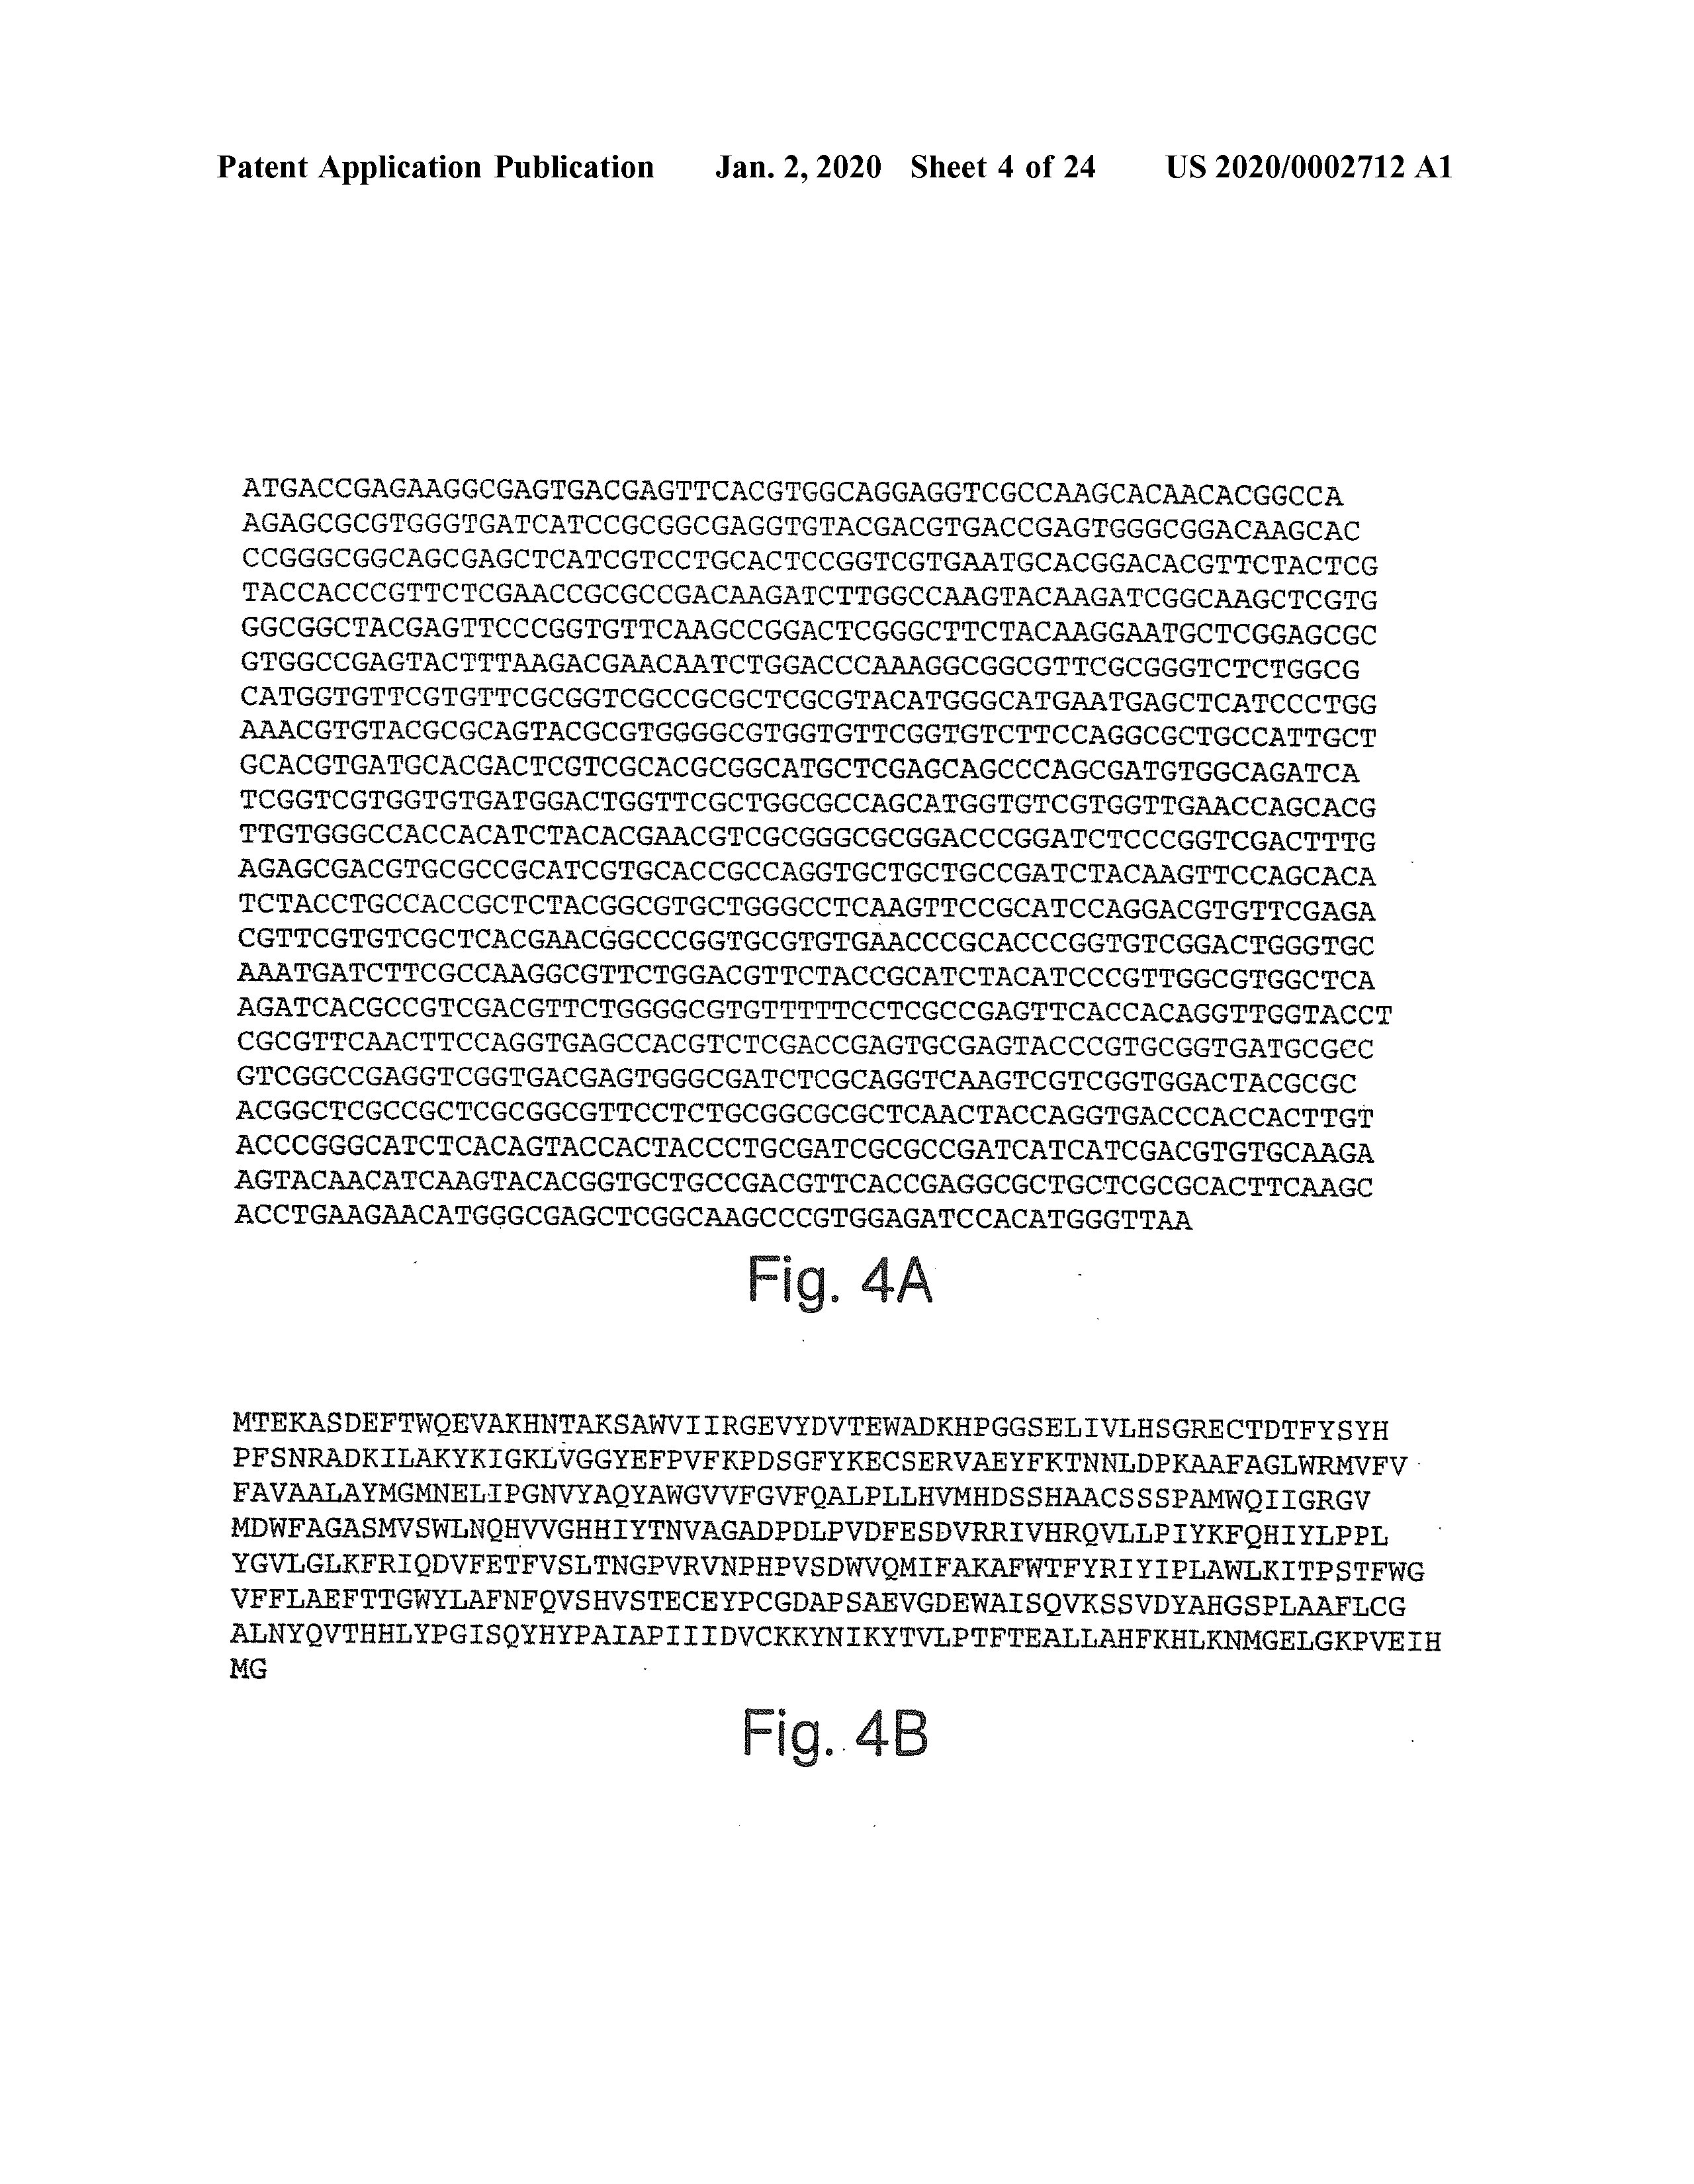 Patent Application Publication Jan. 2, 2020 Sheet 4 of 24 US 2020/0002712 A1
ATGACCGAGAAGGCGAGTGACGAGTTCACGTGGCAGGAGGTCGCCAAGCACAACACGGCCA
AGAGCGCGTGGGTGATCATCCGCGGCGAGGTGTACGACGTGACCGAGTGGGCGGACAAGCAC
CCGGGCGGCAGCGAGCTCATCGTCCTGCACTCCGGTCGTGAATGCACGGACACGTTCTACTCG
TACCACCCGTTCTCGAACCGCGCCGACAAGATCTTGGCCAAGTACAAGATCGGCAAGCTCGTG
GGCGGCTACGAGTTCCCGGTGTTCAAGCCGGACTCGGGCTTCTACAAGGAATGCTCGGAGCGC
GTGGCCGAGTACTTTAAGACGAACAATCTGGACCCAAAGGCGGCGTTCGCGGGTCTCTGGCG
CATGGTGTTCGTGTTCGCGGTCGCCGCGCTCGCGTACATGGGCATGAATGAGCTCATCCCTGG
AAACGTGTACGCGCAGTACGCGTGGGGCGTGGTGTTCGGTGTCTTCCAGGCGCTGCCATTGCT
GCACGTGATGCACGACTCGTCGCACGCGGCATGCTCGAGCAGCCCAGCGATGTGGCAGATCA
TCGGTCGTGGTGTGATGGACTGGTTCGCTGGCGCCAGCATGGTGTCGTGGTTGAACCAGCACG
TTGTGGGCCACCACATCTACACGAACGTCGCGGGCGCGGACCCGGATCTCCCGGTCGACTTTG
AGAGCGACGTGCGCCGCATCGTGCACCGCCAGGTGCTGCTGCCGATCTACAAGTTCCAGCACA
TCTACCTGCCACCGCTCTACGGCGTGCTGGGCCTCAAGTTCCGCATCCAGGACGTGTTCGAGA
CGTTCGTGTCGCTCACGAACGGCCCGGTGCGTGTGAACCCGCACCCGGTGTCGGACTGGGTGC
AAATGATCTTCGCCAAGGCGTTCTGGACGTTCTACCGCATCTACATCCCGTTGGCGTGGCTCA
AGATCACGCCGTCGACGTTCTGGGGCGTGTTTTTCCTCGCCGAGTTCACCACAGGTTGGTACCT
CGCGTTCAACTTCCAGGTGAGCCACGTCTCGACCGAGTGCGAGTACCCGTGCGGTGATGCGCC
GTCGGCCGAGGTCGGTGACGAGTGGGCGATCTCGCAGGTCAAGTCGTCGGTGGACTACGCGC
ACGGCTCGCCGCTCGCGGCGTTCCTCTGCGGCGCGCTCAACTACCAGGTGACCCACCACTTGT
ACCCGGGCATCTCACAGTACCACTACCCTGCGATCGCGCCGATCATCATCGACGTGTGCAAGA
AGTACAACATCAAGTACACGGTGCTGCCGACGTTCACCGAGGCGCTGCTCGCGCACTTCAAGC
ACCTGAAGAACATGGGCGAGCTCGGCAAGCCCGTGGAGATCCACATGGGTTAA
Fig. 4A
MTEKASDEFTWQEVAKHNTAKSAWVIIRGEVYDVTEWADKHPGGSELIVLHSGRECTDTFYSYH
PFSNRADKILAKYKIGKLVGGYEFPVFKPDSGFYKECSERVAEYFKTNNLDPKAAFAGLWRMVFV
FAVAALAYMGMNELIPGNVYAQYAWGVVFGVFQALPLLHVMHDSSHAACSSSPAMWQIIGRGV
MDWFAGASMVSWLNQHVVGHHIYTNVAGADPDLPVDFESDVRRIVHRQVLLPIYKFQHIYLPPL
YGVLGLKFRIQDVFETFVSLTNGPVRVNPHPVSDWVQMIFAKAFWTFYRIYIPLAWLKITPSTFWG
VFFLAEFTTGWYLAFNFQVSHVSTECEYPCGDAPSAEVGDEWAISQVKSSVDYAHGSPLAAFLCG
ALNYQVTHHLYPGISQYHYPAIAPIIIDVCKKYNIKYTVLPTFTEALLAHFKHLKNMGELGKPVEIH
MG
Fig. 4B